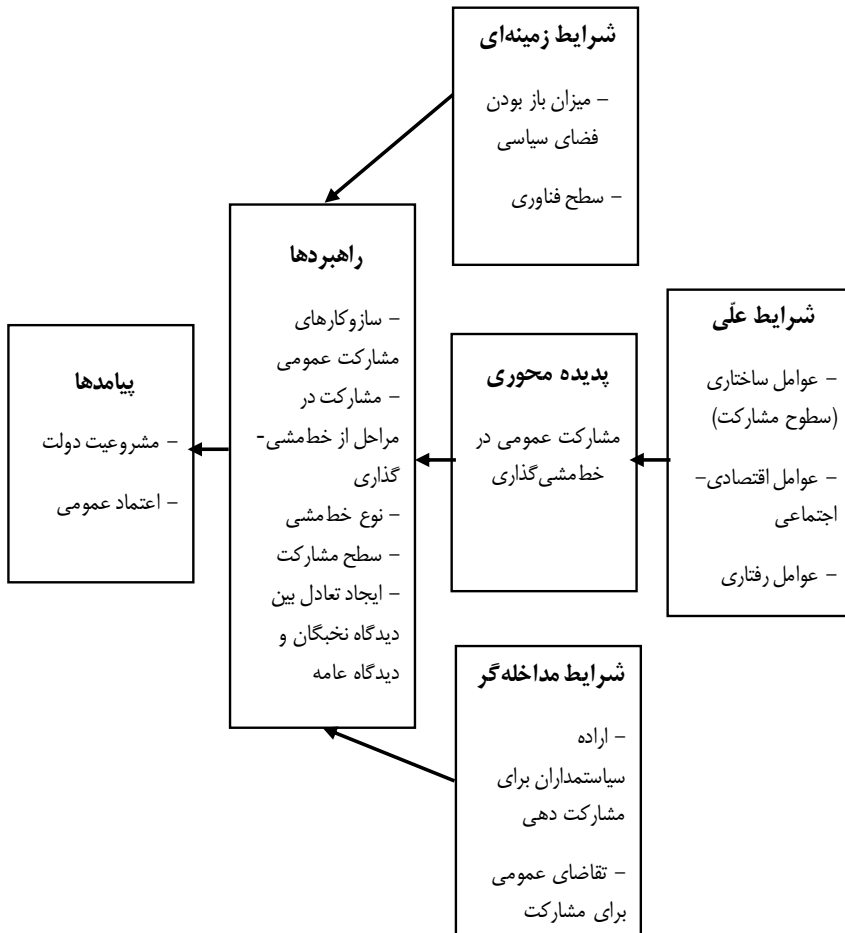 شرایط زمینه‌ای
– میزان باز بودن
فضای سیاسی
– سطح فناوری
شرایط علّی
– عوامل ساختاری
(سطوح مشارکت)
– عوامل اقتصادی–
اجتماعی
– عوامل رفتاری
پدیده محوری
مشارکت عمومی در
خط‌مشی‌گذاری
راهبردها
– سازوکارهای
مشارکت عمومی
– مشارکت در
مراحل از خط‌مشی-
گذاری
– نوع خط‌مشی
– سطح مشارکت
– ایجاد تعادل بین
دیدگاه نخبگان و
دیدگاه عامه
پیامدها
– مشروعیت دولت
– اعتماد عمومی
شرایط مداخله‌گر
– اراده
سیاستمداران برای
مشارکت دهی
– تقاضای عمومی
برای مشارکت